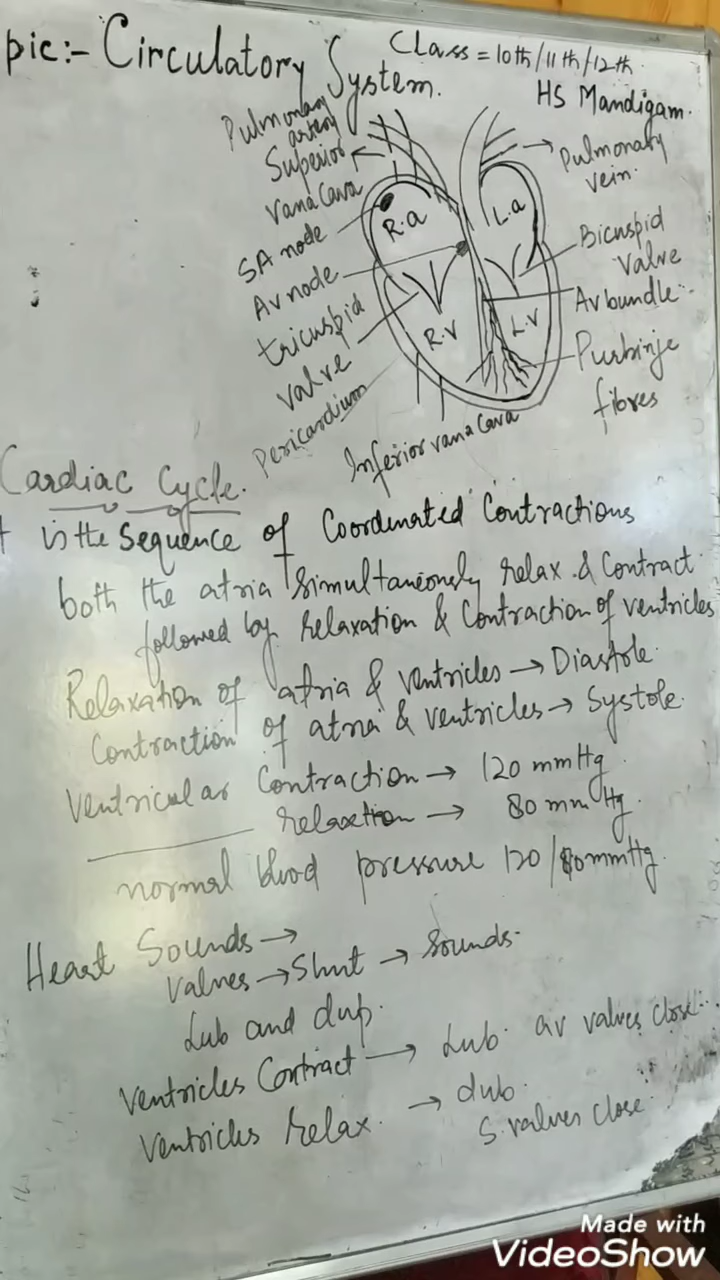 pic:- Circulatory System.
Class = 10th/11th/12th
HS Mandigam.
Pulmonary artery
Superior vana cava
SA node
Av node
tricuspid valve
Pericardium
R.a
L.a
R.V
L.V
Pulmonary vein.
Bicuspid valve
Av bundle
Purbinje fibres
Inferior vana cava
Cardiac Cycle.
t is the sequence of Coordinated Contractions
both the atria simultaneously relax & Contract
followed by relaxation & Contraction of ventricles
Relaxation of atria & ventricles → Diastole.
Contraction of atria & ventricles → Systole.
Ventricular Contraction → 120 mmHg.
relaxation → 80 mm Hg.
normal blood pressure 120/80mmHg.
Heart Sounds →
Valves → Shut → Sounds.
Lub and dup.
Ventricles Contract → Lub. av valves close.
Ventricles relax. → dub.
S. valves close.
Made with
VideoShow